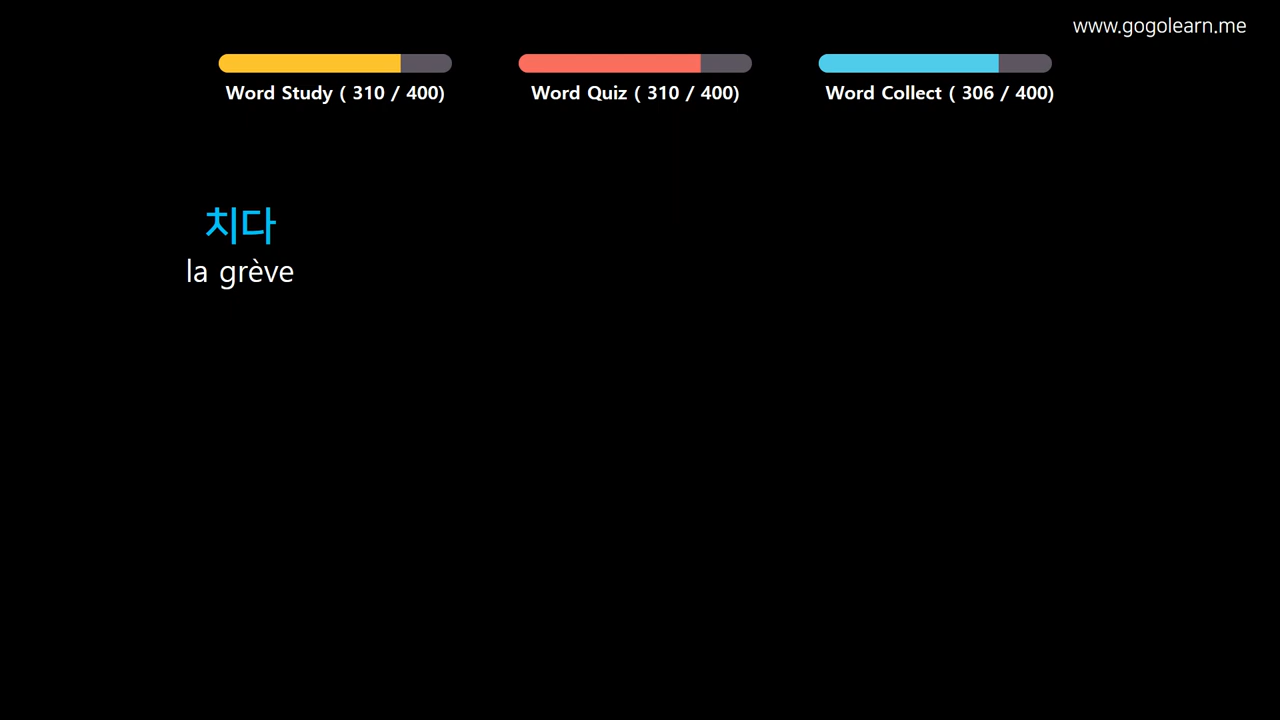 www.gogolearn.me
Word Study ( 310 / 400)
Word Quiz ( 310 / 400)
Word Collect ( 306 / 400)
치다
la grève